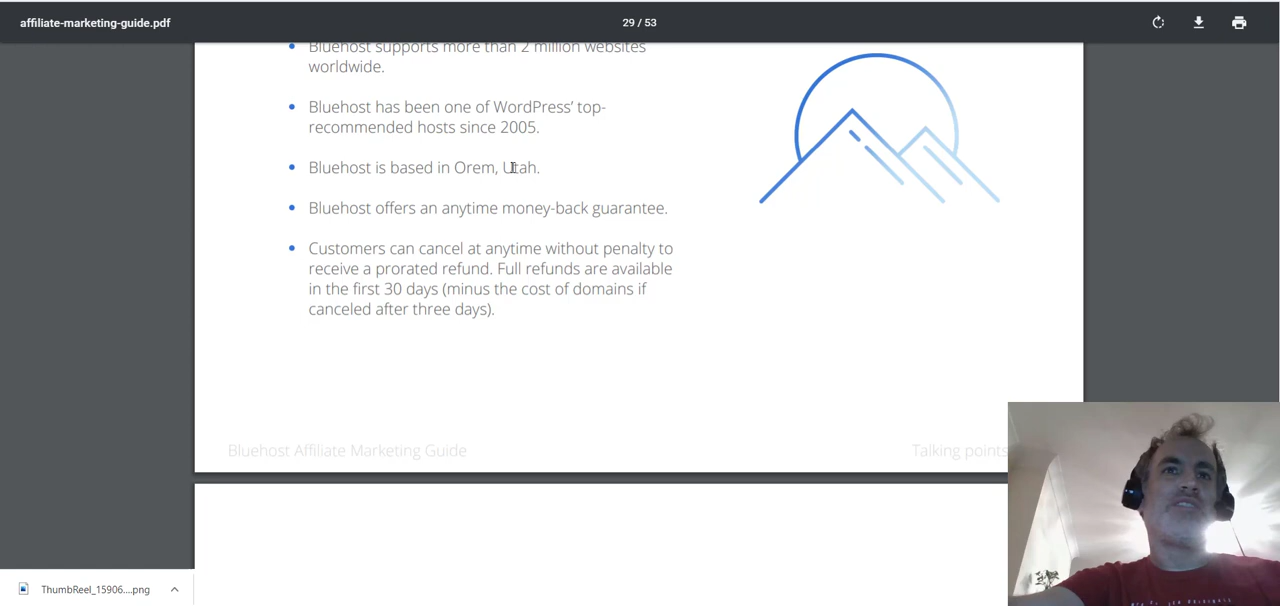 affiliate-marketing-guide.pdf
29 / 53
Bluehost supports more than 2 million websites
worldwide.
Bluehost has been one of WordPress' top-
recommended hosts since 2005.
Bluehost is based in Orem, Utah.
Bluehost offers an anytime money-back guarantee.
Customers can cancel at anytime without penalty to
receive a prorated refund. Full refunds are available
in the first 30 days (minus the cost of domains if
canceled after three days).
Bluehost Affiliate Marketing Guide
Talking points
ThumbReel_15906....png